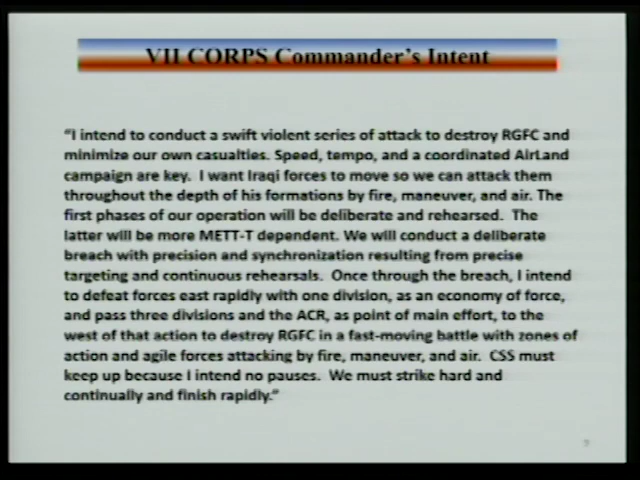 VII CORPS Commander's Intent
"I intend to conduct a swift violent series of attack to destroy RGFC and
minimize our own casualties. Speed, tempo, and a coordinated AirLand
campaign are key.  I want Iraqi forces to move so we can attack them
throughout the depth of his formations by fire, maneuver, and air. The
first phases of our operation will be deliberate and rehearsed.  The
latter will be more METT-T dependent. We will conduct a deliberate
breach with precision and synchronization resulting from precise
targeting and continuous rehearsals.  Once through the breach, I intend
to defeat forces east rapidly with one division, as an economy of force,
and pass three divisions and the ACR, as point of main effort, to the
west of that action to destroy RGFC in a fast-moving battle with zones of
action and agile forces attacking by fire, maneuver, and air.  CSS must
keep up because I intend no pauses.  We must strike hard and
continually and finish rapidly."